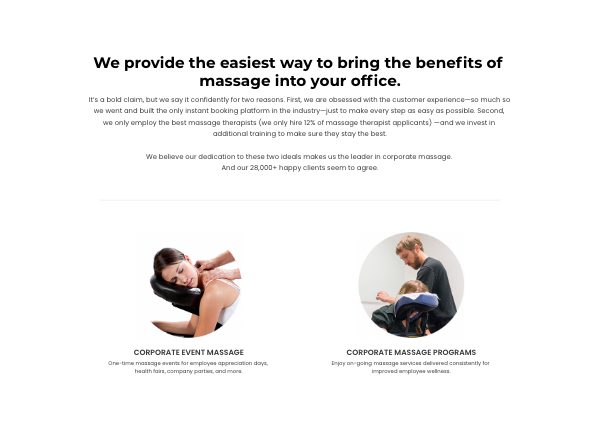 We provide the easiest way to bring the benefits of
massage into your office.
It's a bold claim, but we say it confidently for two reasons. First, we are obsessed with the customer experience—so much so
we went and built the only instant booking platform in the industry—just to make every step as easy as possible. Second,
we only employ the best massage therapists (we only hire 12% of massage therapist applicants) —and we invest in
additional training to make sure they stay the best.
We believe our dedication to these two ideals makes us the leader in corporate massage.
And our 28,000+ happy clients seem to agree.
CORPORATE EVENT MASSAGE
One-time massage events for employee appreciation days,
health fairs, company parties, and more.
CORPORATE MASSAGE PROGRAMS
Enjoy on-going massage services delivered consistently for
improved employee wellness.